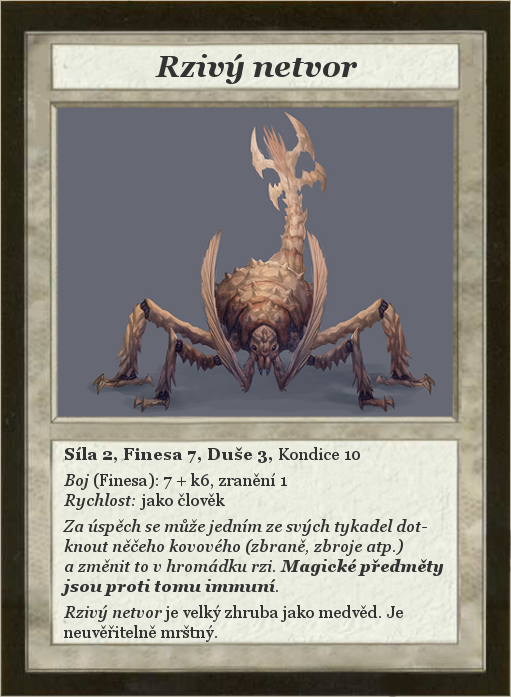 Rzivý netvor
Síla 2, Finesa 7, Duše 3, Kondice 10
Boj (Finesa): 7 + k6, zranění 1
Rychlost: jako člověk
Za úspěch se může jedním ze svých tykadel dot-
knout něčeho kovového (zbraně, zbroje atp.)
a změnit to v hromádku rzi. Magické předměty
jsou proti tomu immuní.
Rzivý netvor je velký zhruba jako medvěd. Je
neuvěřitelně mrštný.